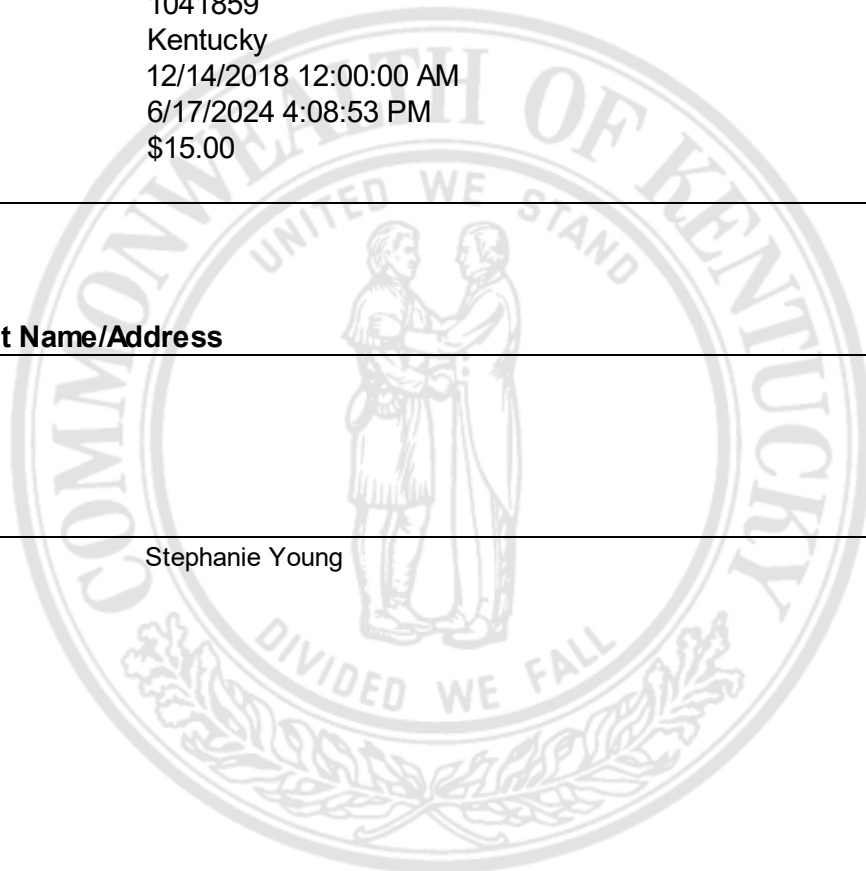 1041859
Kentucky
12/14/2018 12:00:00 AM
6/17/2024 4:08:53 PM
$15.00
t Name/Address
Stephanie Young
COMMONWEALTH OF KENTUCKY
UNITED WE STAND
DIVIDED WE FALL